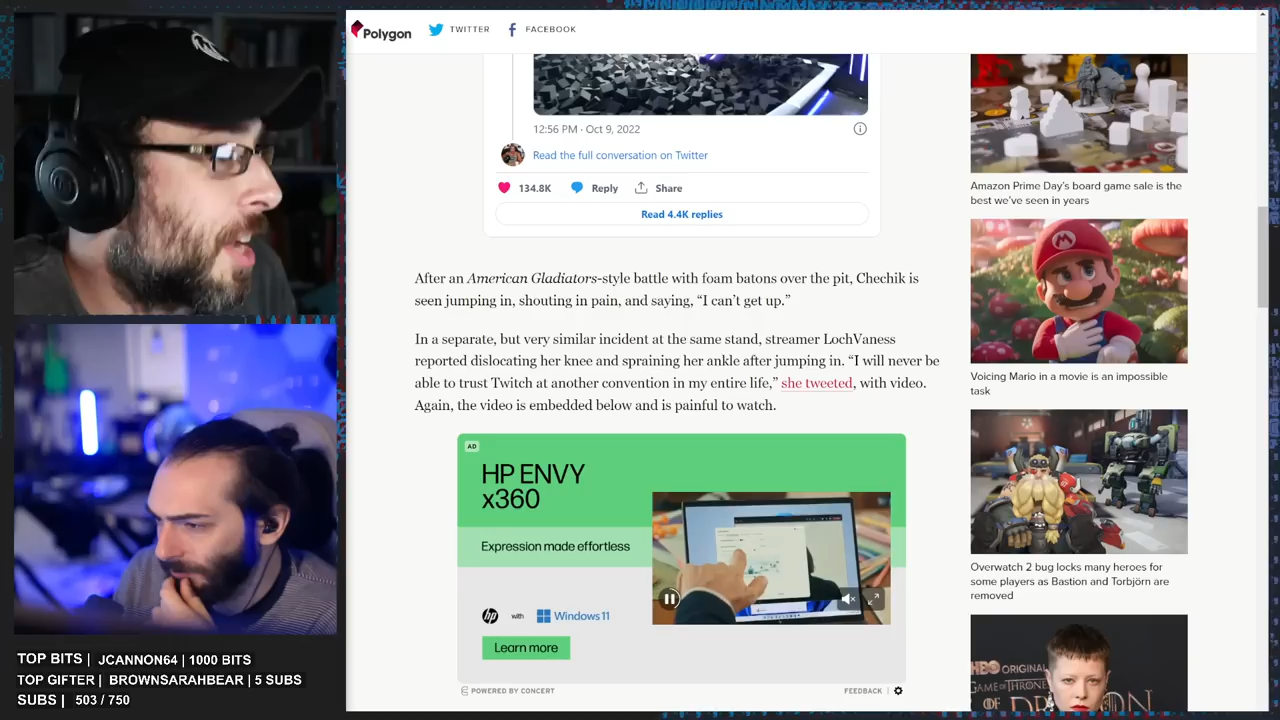 Polygon
TWITTER
FACEBOOK
12:56 PM · Oct 9, 2022
Read the full conversation on Twitter
134.8K
Reply
Share
Read 4.4K replies
After an American Gladiators-style battle with foam batons over the pit, Chechik is
seen jumping in, shouting in pain, and saying, “I can’t get up.”
In a separate, but very similar incident at the same stand, streamer LochVaness
reported dislocating her knee and spraining her ankle after jumping in. “I will never be
able to trust Twitch at another convention in my entire life,” she tweeted, with video.
Again, the video is embedded below and is painful to watch.
AD
HP ENVY
x360
Expression made effortless
hp with Windows 11
Learn more
POWERED BY CONCERT
FEEDBACK
Amazon Prime Day’s board game sale is the
best we’ve seen in years
Voicing Mario in a movie is an impossible
task
Overwatch 2 bug locks many heroes for
some players as Bastion and Torbjörn are
removed
HBO ORIGINAL
GAME OF THRONES
TOP BITS | JCANNON64 | 1000 BITS
TOP GIFTER | BROWNSARAHBEAR | 5 SUBS
SUBS | 503 / 750